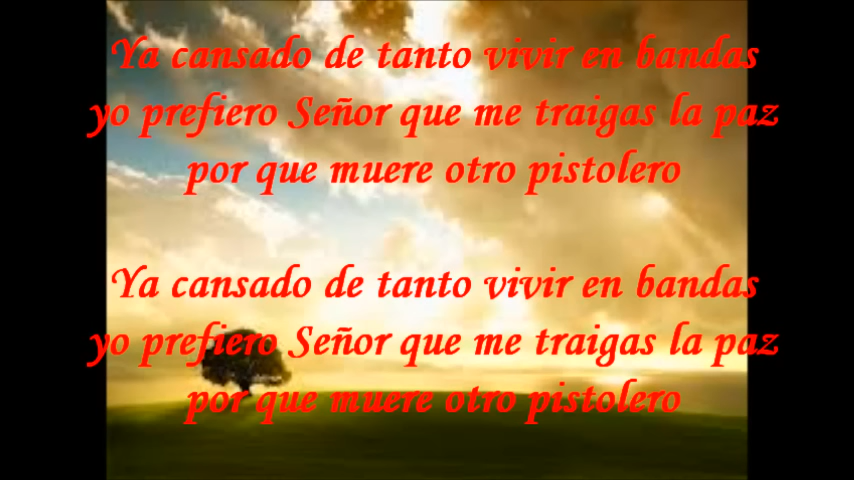 Ya cansado de tanto vivir en bandas
yo prefiero Señor que me traigas la paz
por que muere otro pistolero
Ya cansado de tanto vivir en bandas
yo prefiero Señor que me traigas la paz
por que muere otro pistolero